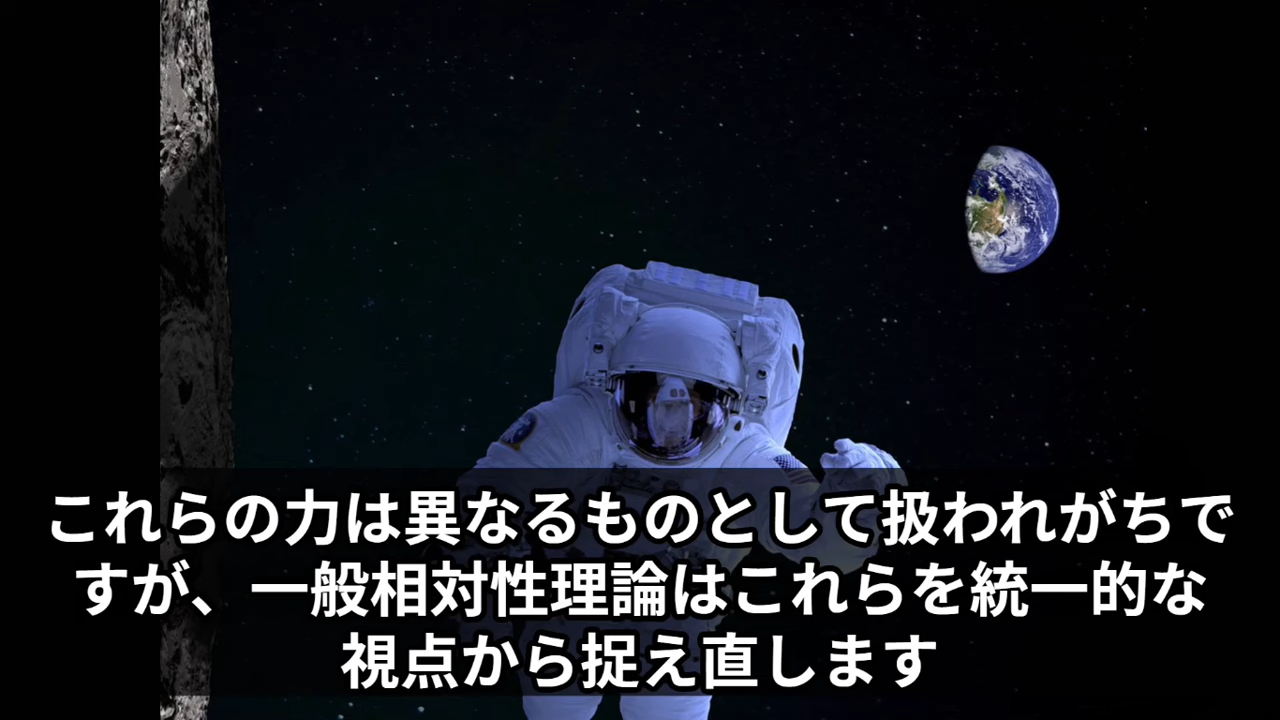 これらの力は異なるものとして扱われがちで
すが、一般相対性理論はこれらを統一的な
視点から捉え直します